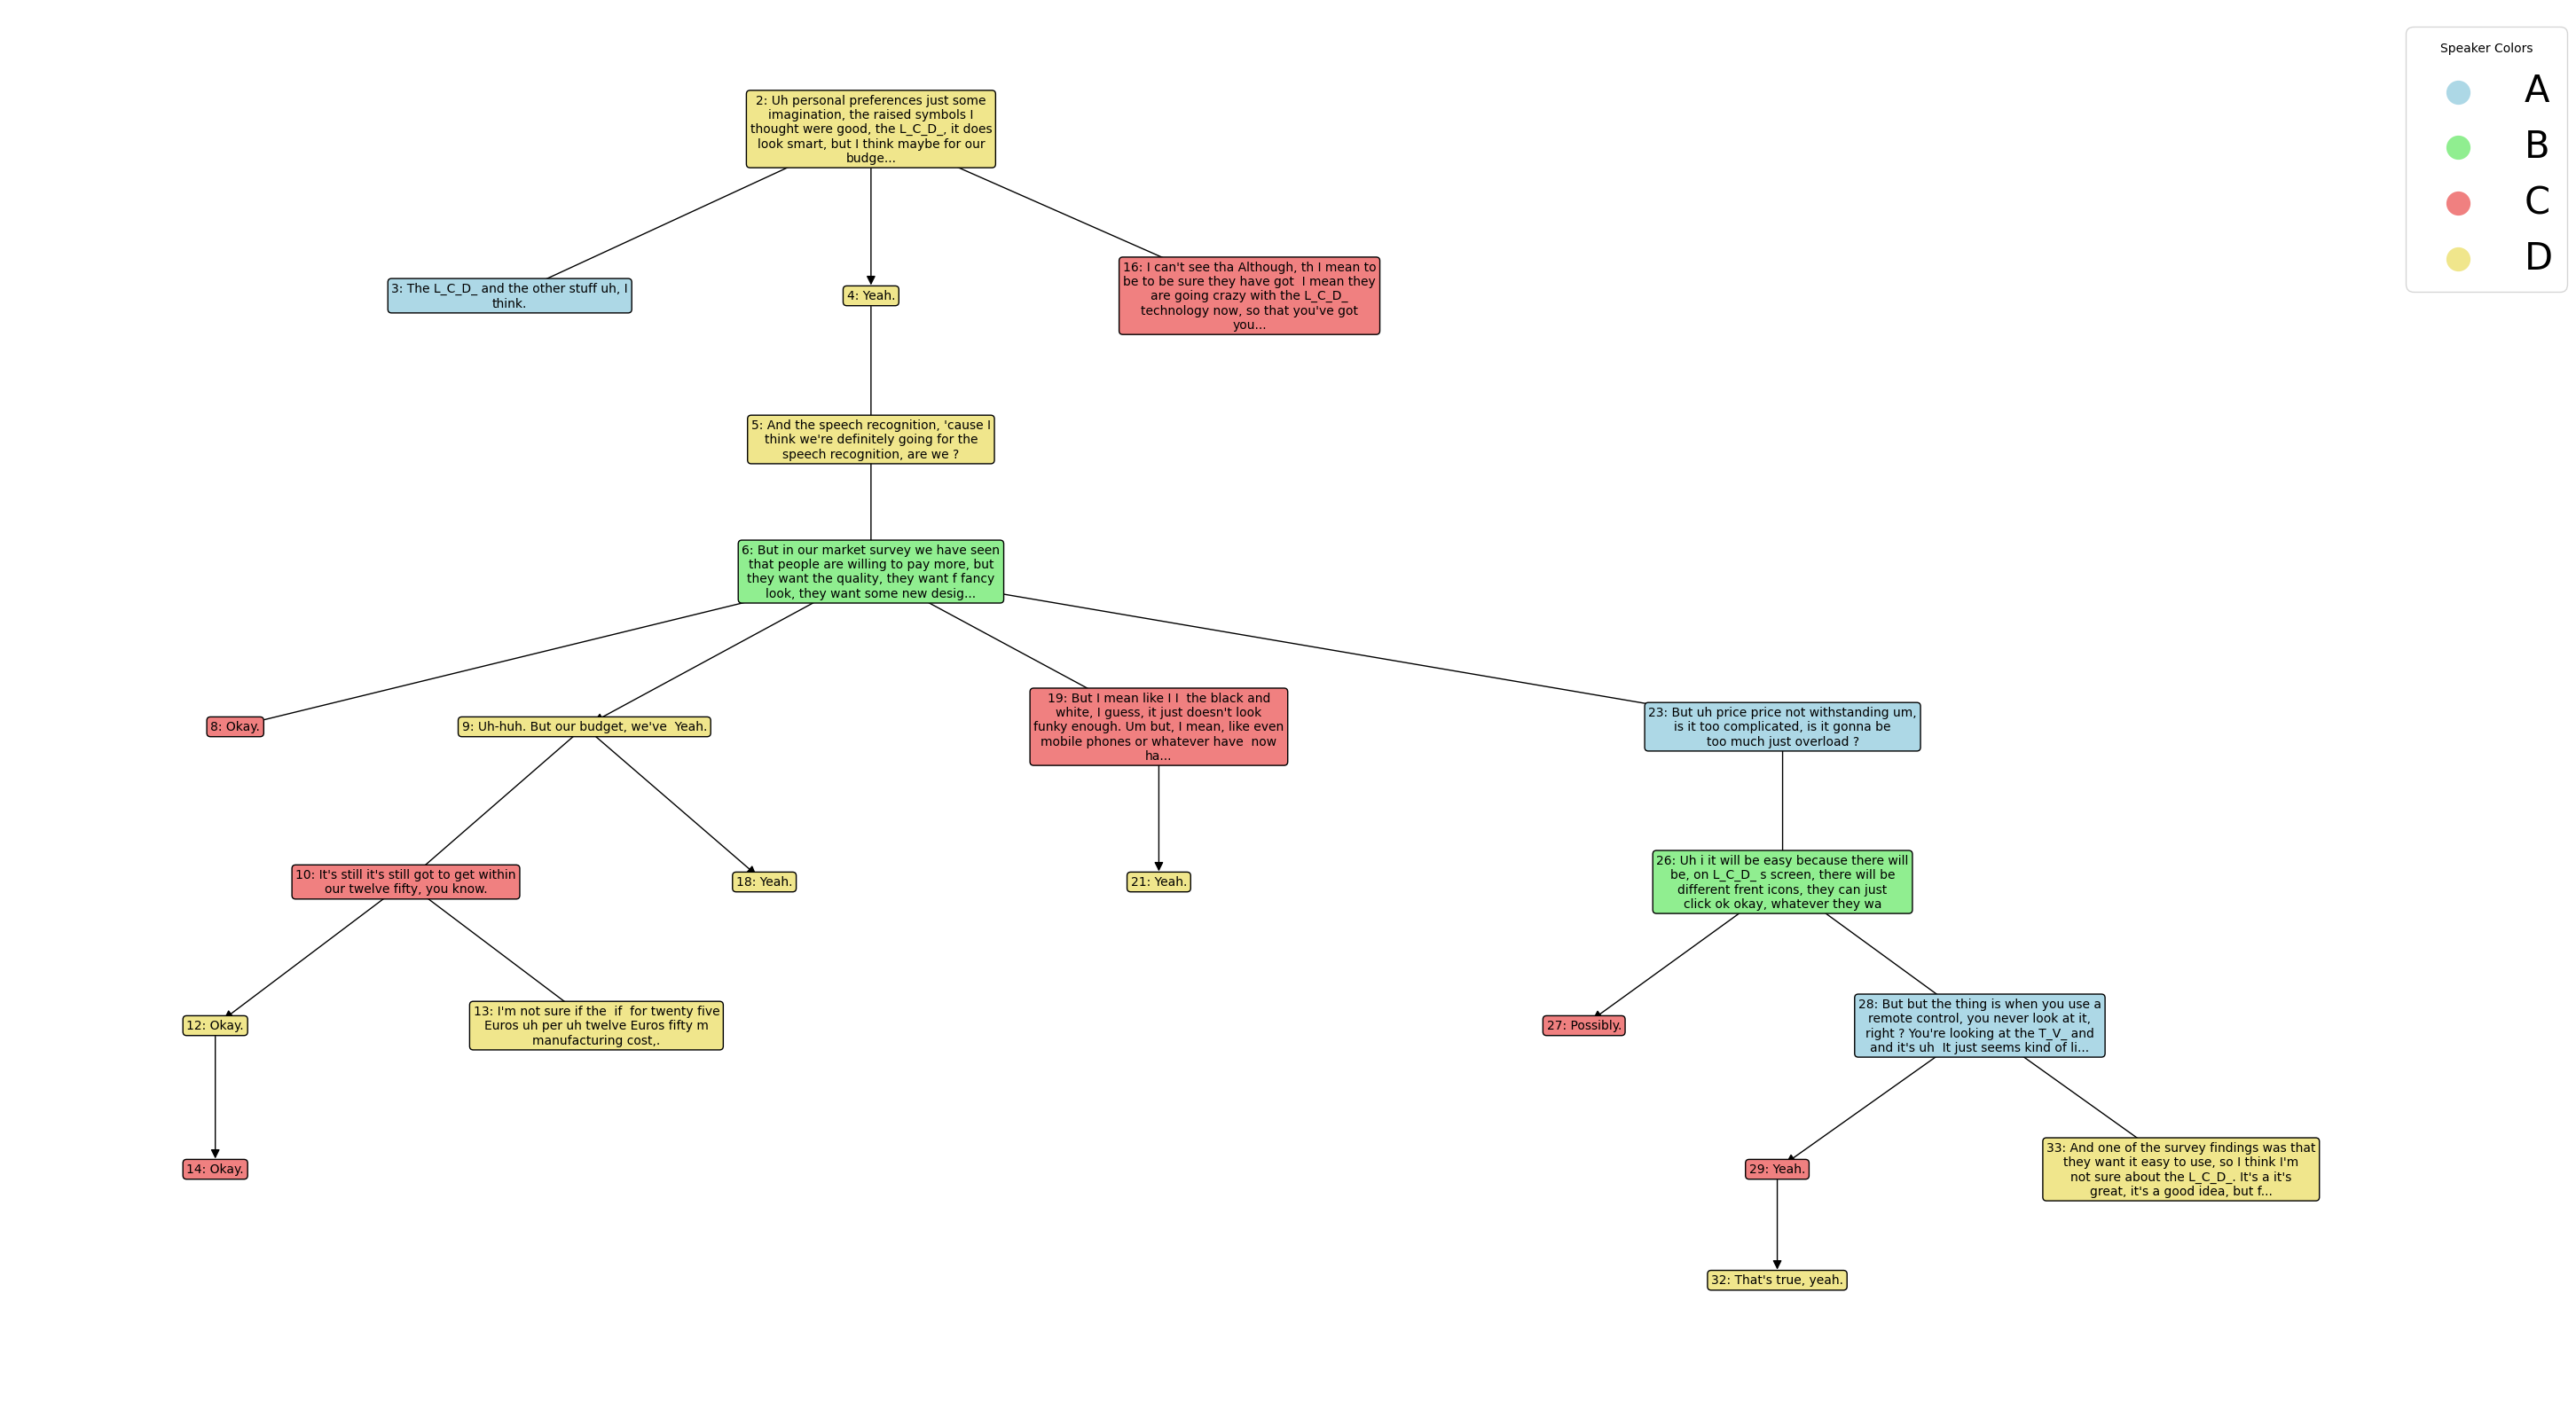 Speaker Colors
A
B
C
D
2: Uh personal preferences just some
imagination, the raised symbols I
thought were good, the L_C_D_, it does
look smart, but I think maybe for our
budge...
3: The L_C_D_ and the other stuff uh, I
think.
4: Yeah.
16: I can't see tha Although, th I mean to
be to be sure they have got  I mean they
are going crazy with the L_C_D_
technology now, so that you've got
you...
5: And the speech recognition, 'cause I
think we're definitely going for the
speech recognition, are we ?
6: But in our market survey we have seen
that people are willing to pay more, but
they want the quality, they want f fancy
look, they want some new desig...
8: Okay.
9: Uh-huh. But our budget, we've  Yeah.
19: But I mean like I I  the black and
white, I guess, it just doesn't look
funky enough. Um but, I mean, like even
mobile phones or whatever have  now
ha...
23: But uh price price not withstanding um,
is it too complicated, is it gonna be
too much just overload ?
10: It's still it's still got to get within
our twelve fifty, you know.
18: Yeah.
21: Yeah.
26: Uh i it will be easy because there will
be, on L_C_D_ s screen, there will be
different frent icons, they can just
click ok okay, whatever they wa
12: Okay.
13: I'm not sure if the  if  for twenty five
Euros uh per uh twelve Euros fifty m
manufacturing cost,.
27: Possibly.
28: But but the thing is when you use a
remote control, you never look at it,
right ? You're looking at the T_V_ and
and it's uh  It just seems kind of li...
14: Okay.
29: Yeah.
33: And one of the survey findings was that
they want it easy to use, so I think I'm
not sure about the L_C_D_. It's a it's
great, it's a good idea, but f...
32: That's true, yeah.